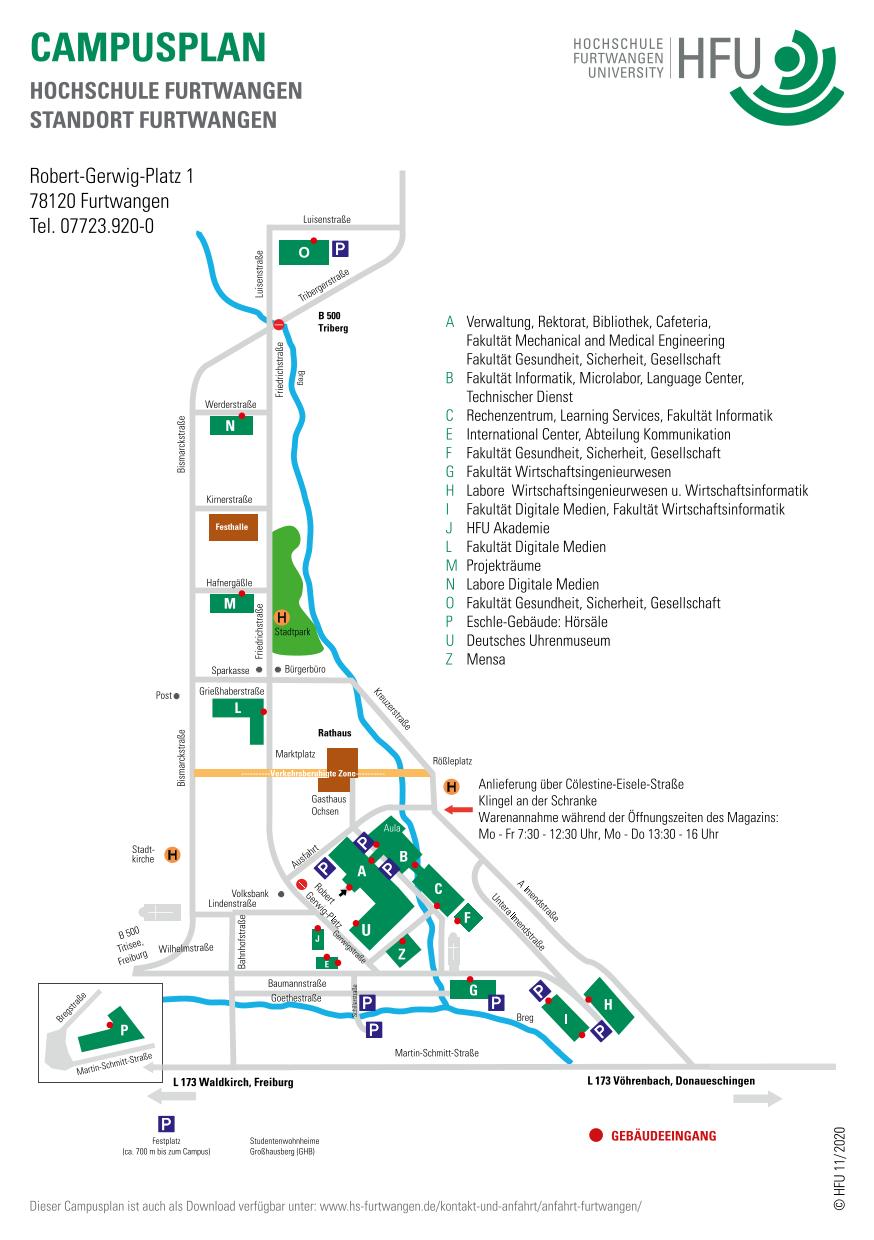 CAMPUSPLAN
HOCHSCHULE FURTWANGEN
STANDORT FURTWANGEN
HOCHSCHULE
FURTWANGEN
UNIVERSITY
HFU
Robert-Gerwig-Platz 1
78120 Furtwangen
Tel. 07723.920-0
Luisenstraße
O
P
Luisenstraße
Tribergerstraße
B 500
Triberg
Friedrichstraße
Breg
Werderstraße
N
Bismarckstraße
Kirnerstraße
Festhalle
Hafnergäßle
M
Friedrichstraße
H
Stadtpark
Sparkasse
Bürgerbüro
Post
Grießhaberstraße
L
Kreuzerstraße
Rathaus
Marktplatz
Bismarckstraße
Verkehrsberuhigte Zone
Rößleplatz
Gasthaus
Ochsen
A Verwaltung, Rektorat, Bibliothek, Cafeteria,
Fakultät Mechanical and Medical Engineering
Fakultät Gesundheit, Sicherheit, Gesellschaft
B Fakultät Informatik, Microlabor, Language Center,
Technischer Dienst
C Rechenzentrum, Learning Services, Fakultät Informatik
E International Center, Abteilung Kommunikation
F Fakultät Gesundheit, Sicherheit, Gesellschaft
G Fakultät Wirtschaftsingenieurwesen
H Labore Wirtschaftsingenieurwesen u. Wirtschaftsinformatik
I Fakultät Digitale Medien, Fakultät Wirtschaftsinformatik
J HFU Akademie
L Fakultät Digitale Medien
M Projekträume
N Labore Digitale Medien
O Fakultät Gesundheit, Sicherheit, Gesellschaft
P Eschle-Gebäude: Hörsäle
U Deutsches Uhrenmuseum
Z Mensa
H
Anlieferung über Cölestine-Eisele-Straße
Klingel an der Schranke
Warenannahme während der Öffnungszeiten des Magazins:
Mo - Fr 7:30 - 12:30 Uhr, Mo - Do 13:30 - 16 Uhr
Aula
Ausfahrt
P
P
P
A
B
C
F
U
Z
J
E
Stadt-
kirche
H
Volksbank
Lindenstraße
Robert
Gerwig-Platz
Gerwigstraße
A. Imendstraße
Untera Imendstraße
B 500
Titisee,
Freiburg
Wilhelmstraße
Bahnhofstraße
Baumannstraße
Goethestraße
P
P
G
P
Breg
P
I
H
P
Bregstraße
P
Martin-Schmitt-Straße
Martin-Schmitt-Straße
L 173 Waldkirch, Freiburg
L 173 Vöhrenbach, Donaueschingen
P
Festplatz
(ca. 700 m bis zum Campus)
Studentenwohnheime
Großhausberg (GHB)
GEBÄUDEEINGANG
© HFU 11/2020
Dieser Campusplan ist auch als Download verfügbar unter: www.hs-furtwangen.de/kontakt-und-anfahrt/anfahrt-furtwangen/